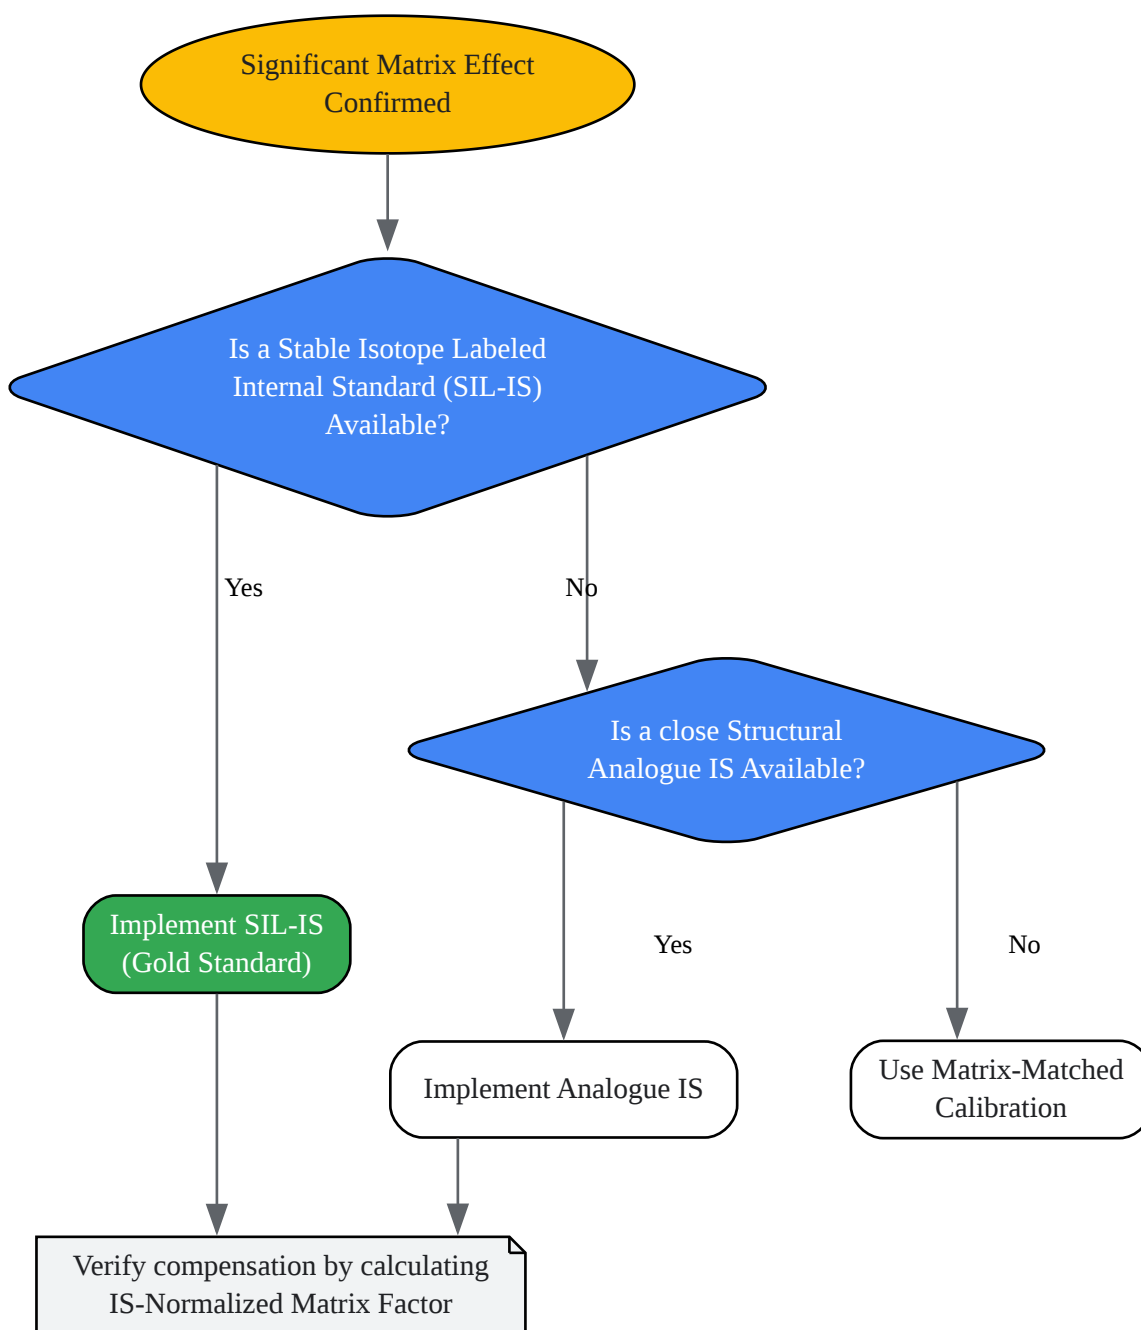 Significant Matrix Effect
Confirmed
Is a Stable Isotope Labeled
Internal Standard (SIL-IS)
Available?
Yes
No
Is a close Structural
Analogue IS Available?
Implement SIL-IS
(Gold Standard)
Yes
No
Implement Analogue IS
Use Matrix-Matched
Calibration
Verify compensation by calculating
IS-Normalized Matrix Factor